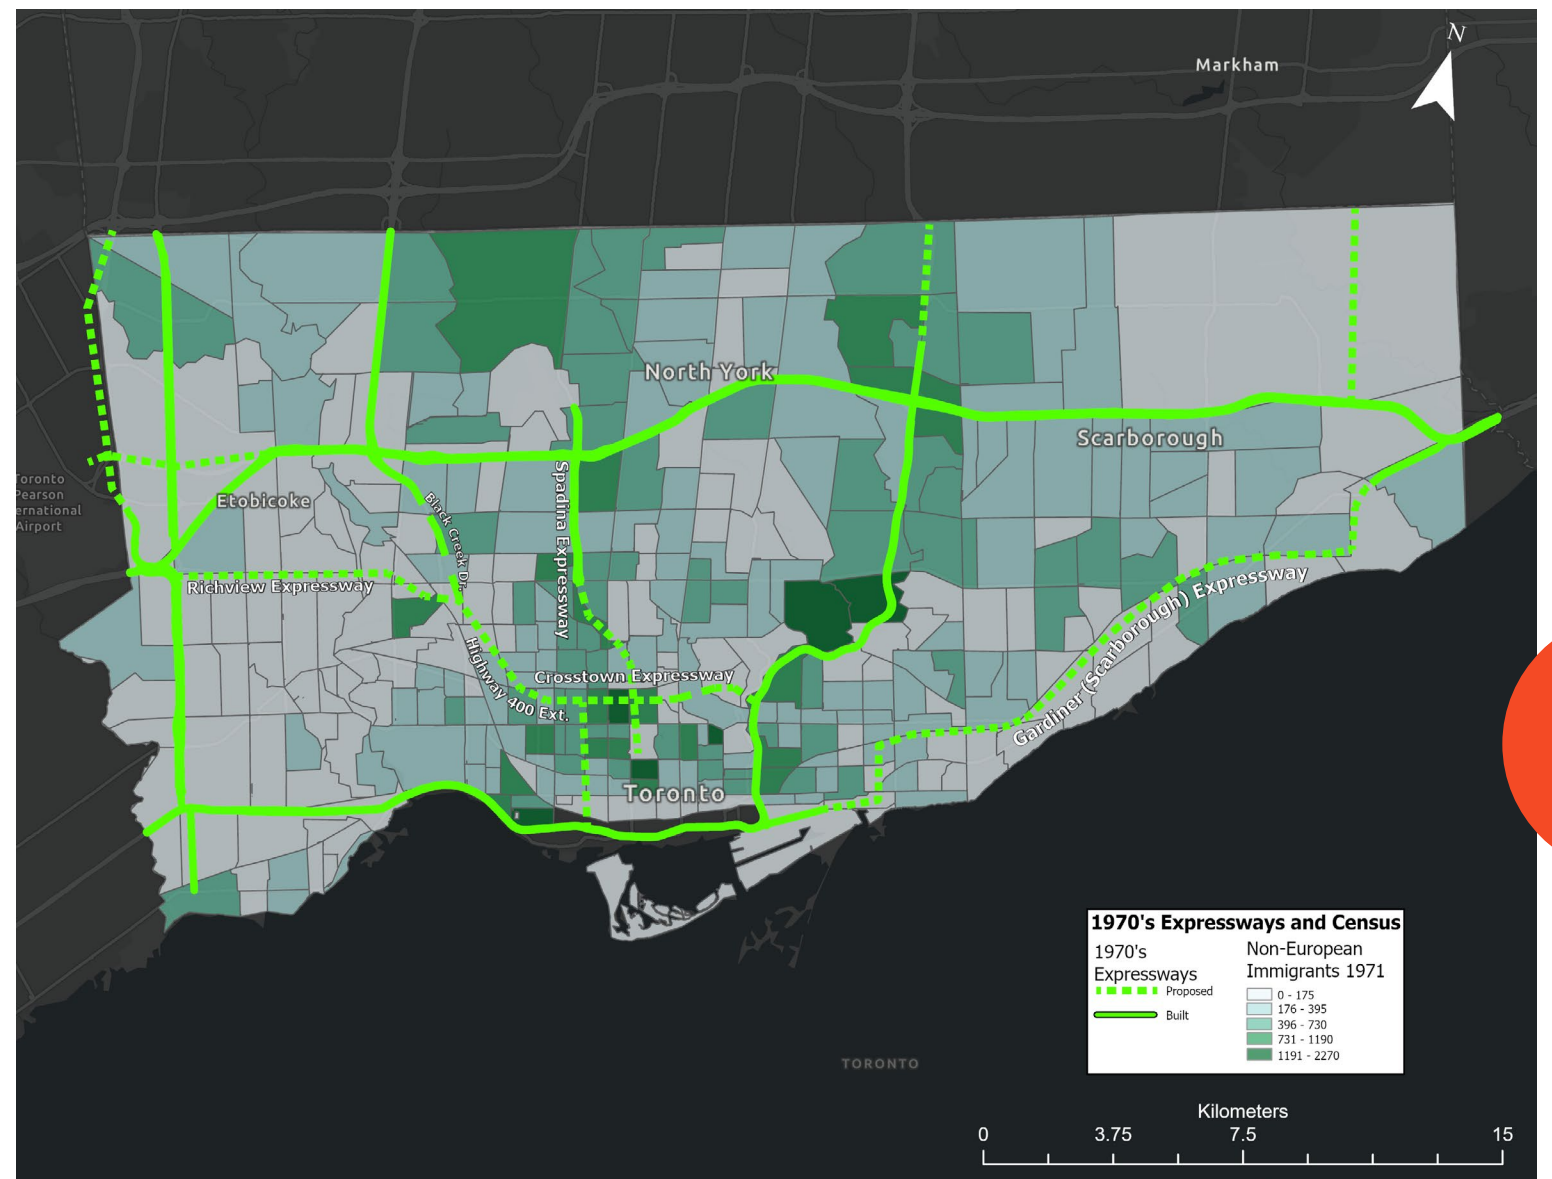 N
Markham
North York
Scarborough
Toronto
Pearson
ernational
Airport
Etobicoke
Spadina Expressway
Black Creek Dr.
Richview Expressway
Gardiner (Scarborough) Expressway
Highway 400 Ext.
Crosstown Expressway
Toronto
1970's Expressways and Census
1970's
Expressways
Proposed
Built
Non-European
Immigrants 1971
0 - 175
176 - 395
396 - 730
731 - 1190
1191 - 2270
TORONTO
Kilometers
0 3.75 7.5 15